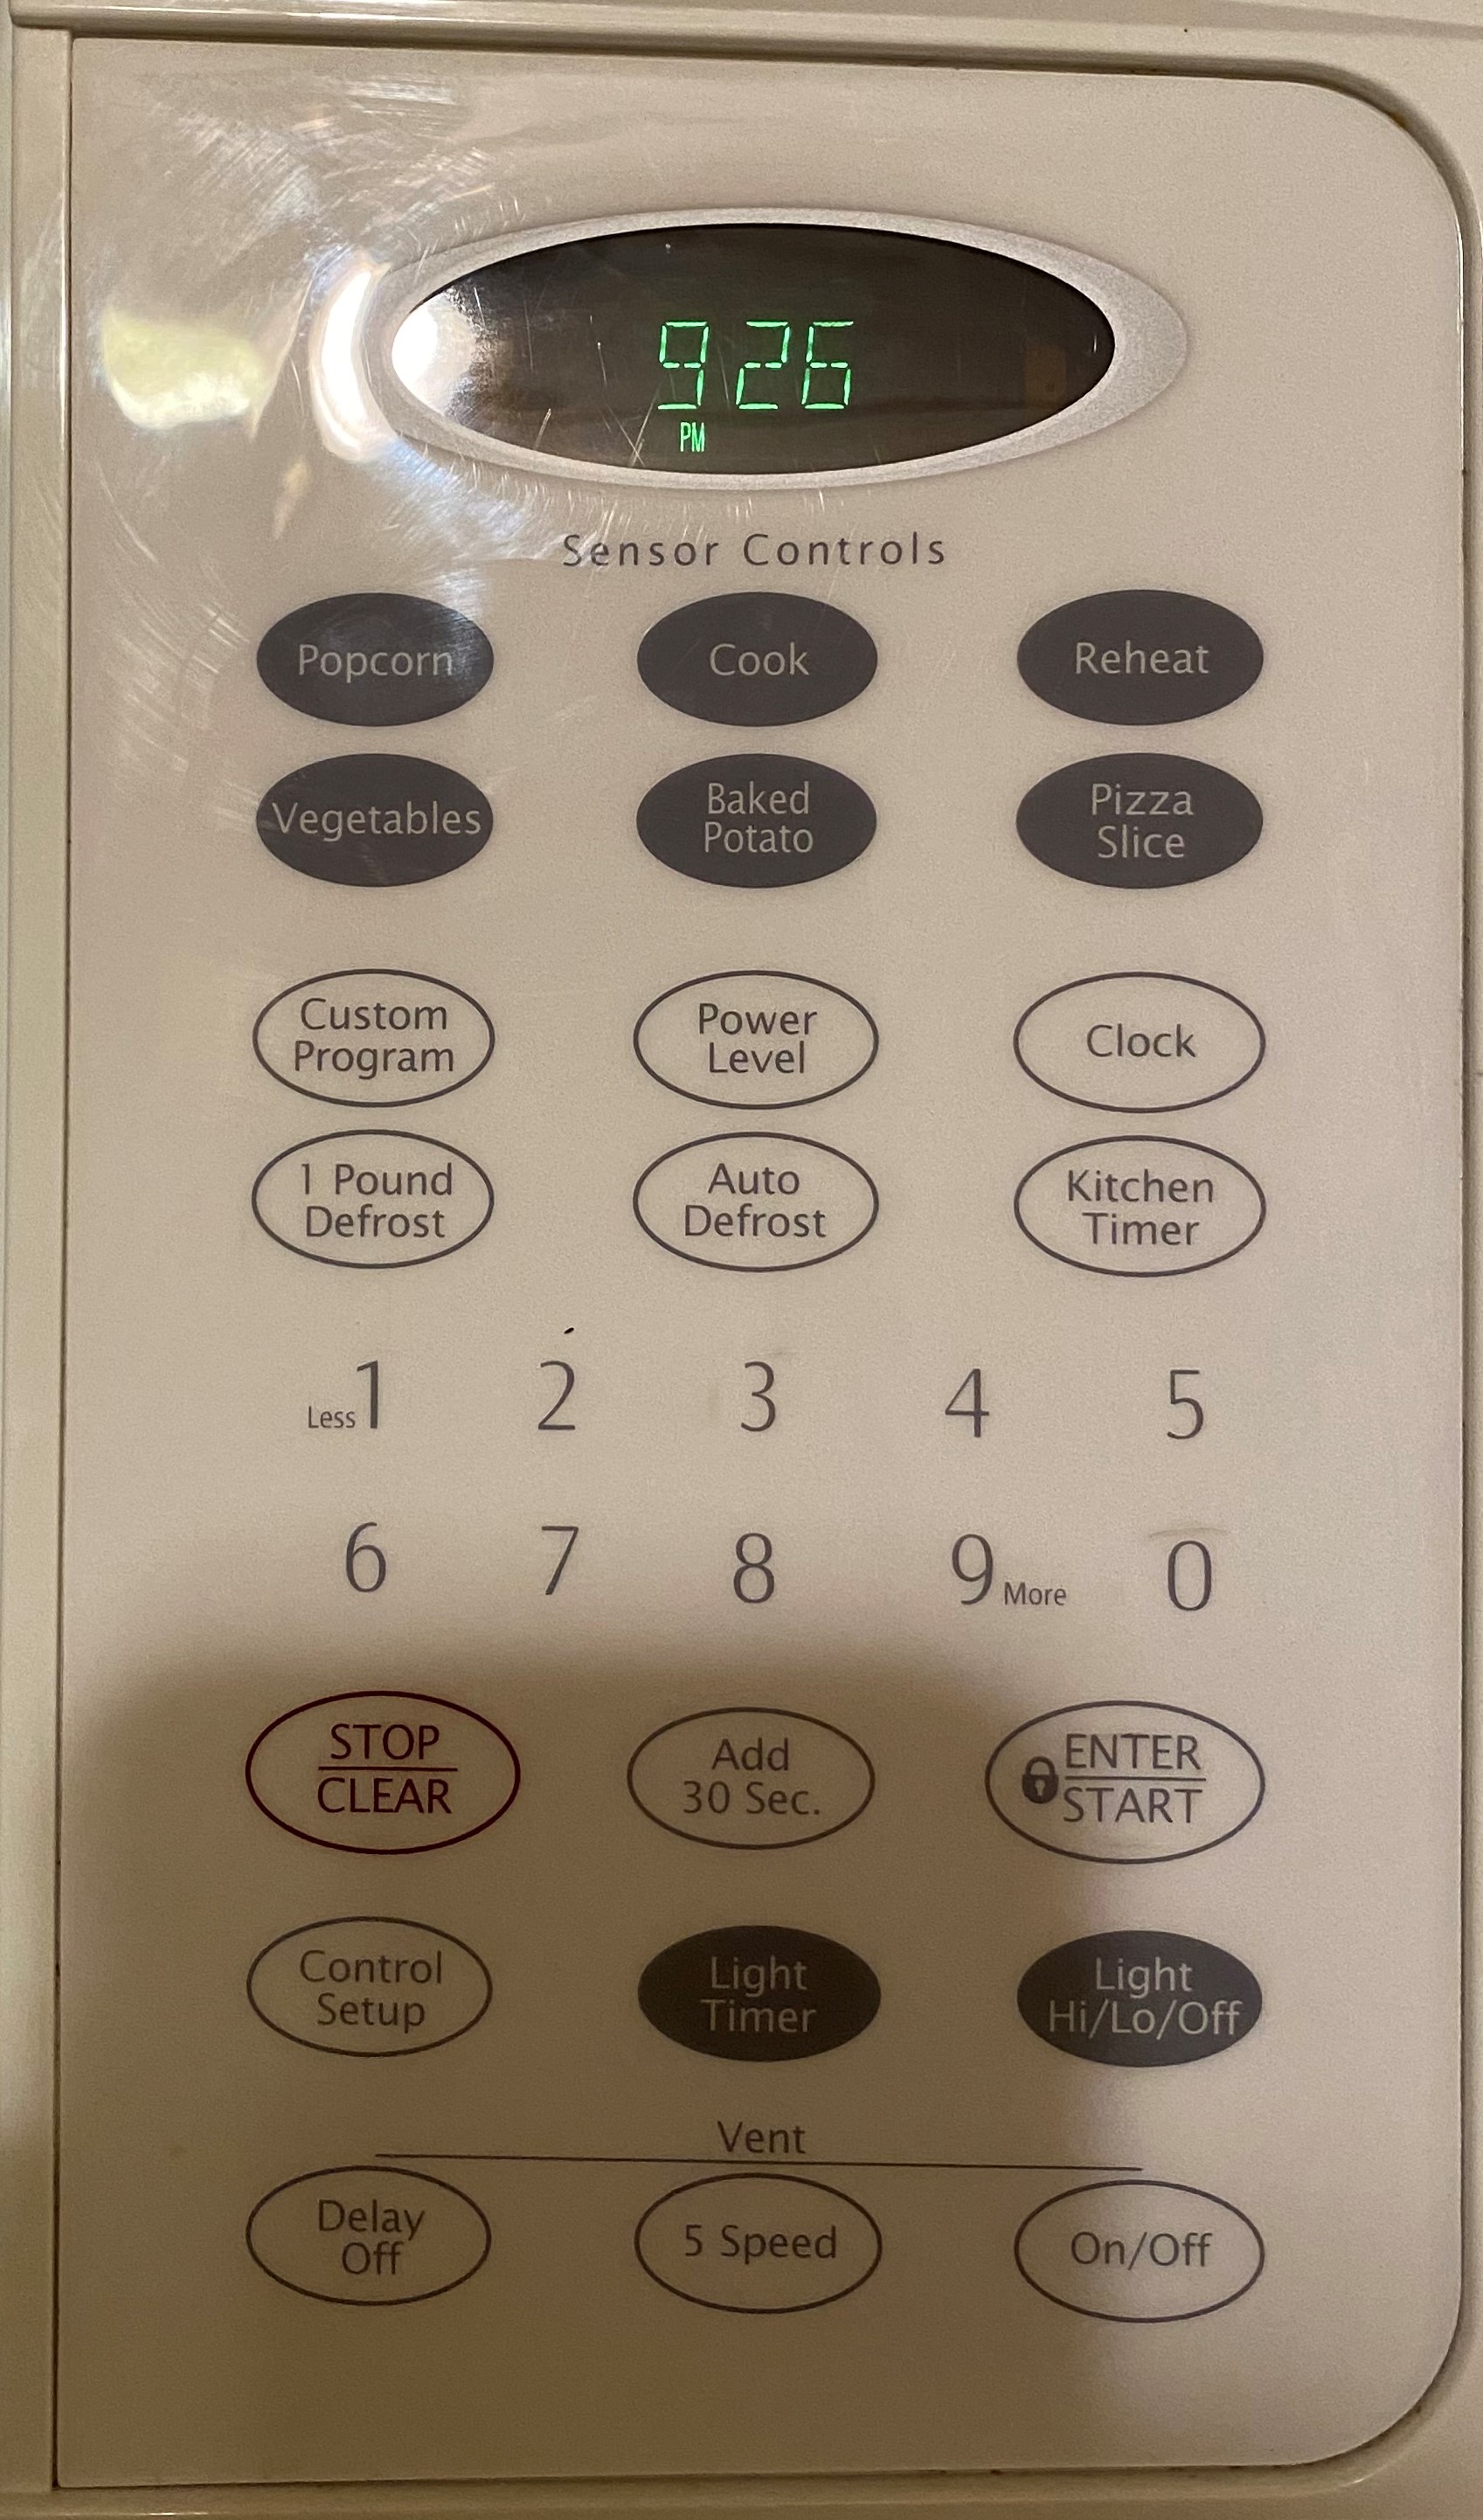 926
PM
Sensor Controls
Popcorn
Cook
Reheat
Vegetables
Baked
Potato
Pizza
Slice
Custom
Program
Power
Level
Clock
1 Pound
Defrost
Auto
Defrost
Kitchen
Timer
Less 1
2
3
4
5
6
7
8
9 More
0
STOP
CLEAR
Add
30 Sec.
ENTER
START
Control
Setup
Light
Timer
Light
Hi/Lo/Off
Vent
Delay
Off
5 Speed
On/Off